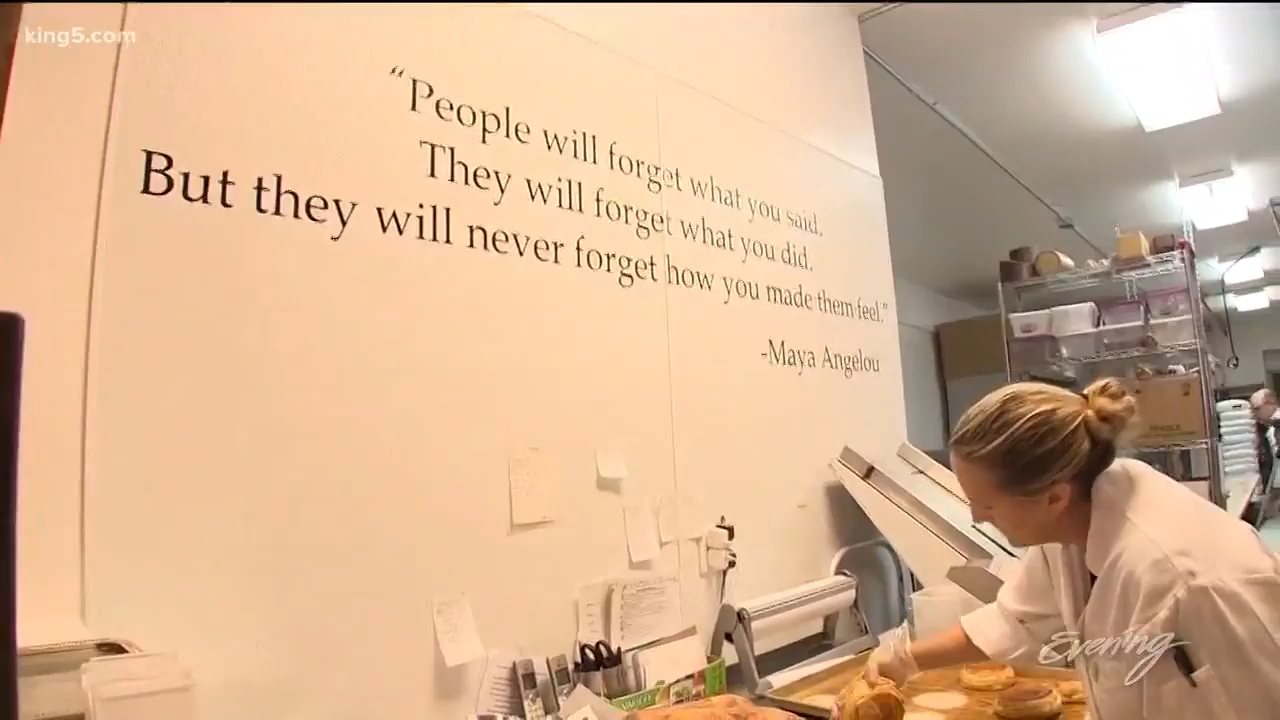 king5.com
“People will forget what you said.
They will forget what you did.
But they will never forget how you made them feel.”
-Maya Angelou
Evening